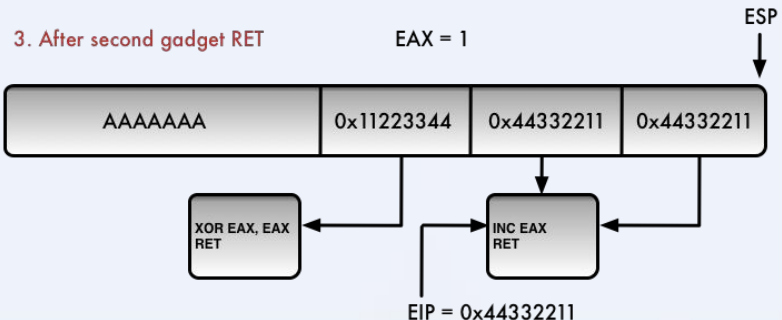 ESP
3. After second gadget RET
EAX = 1
AAAAAAA
0x11223344
0x44332211
0x44332211
XOR EAX, EAX
RET
INC EAX
RET
EIP = 0x44332211